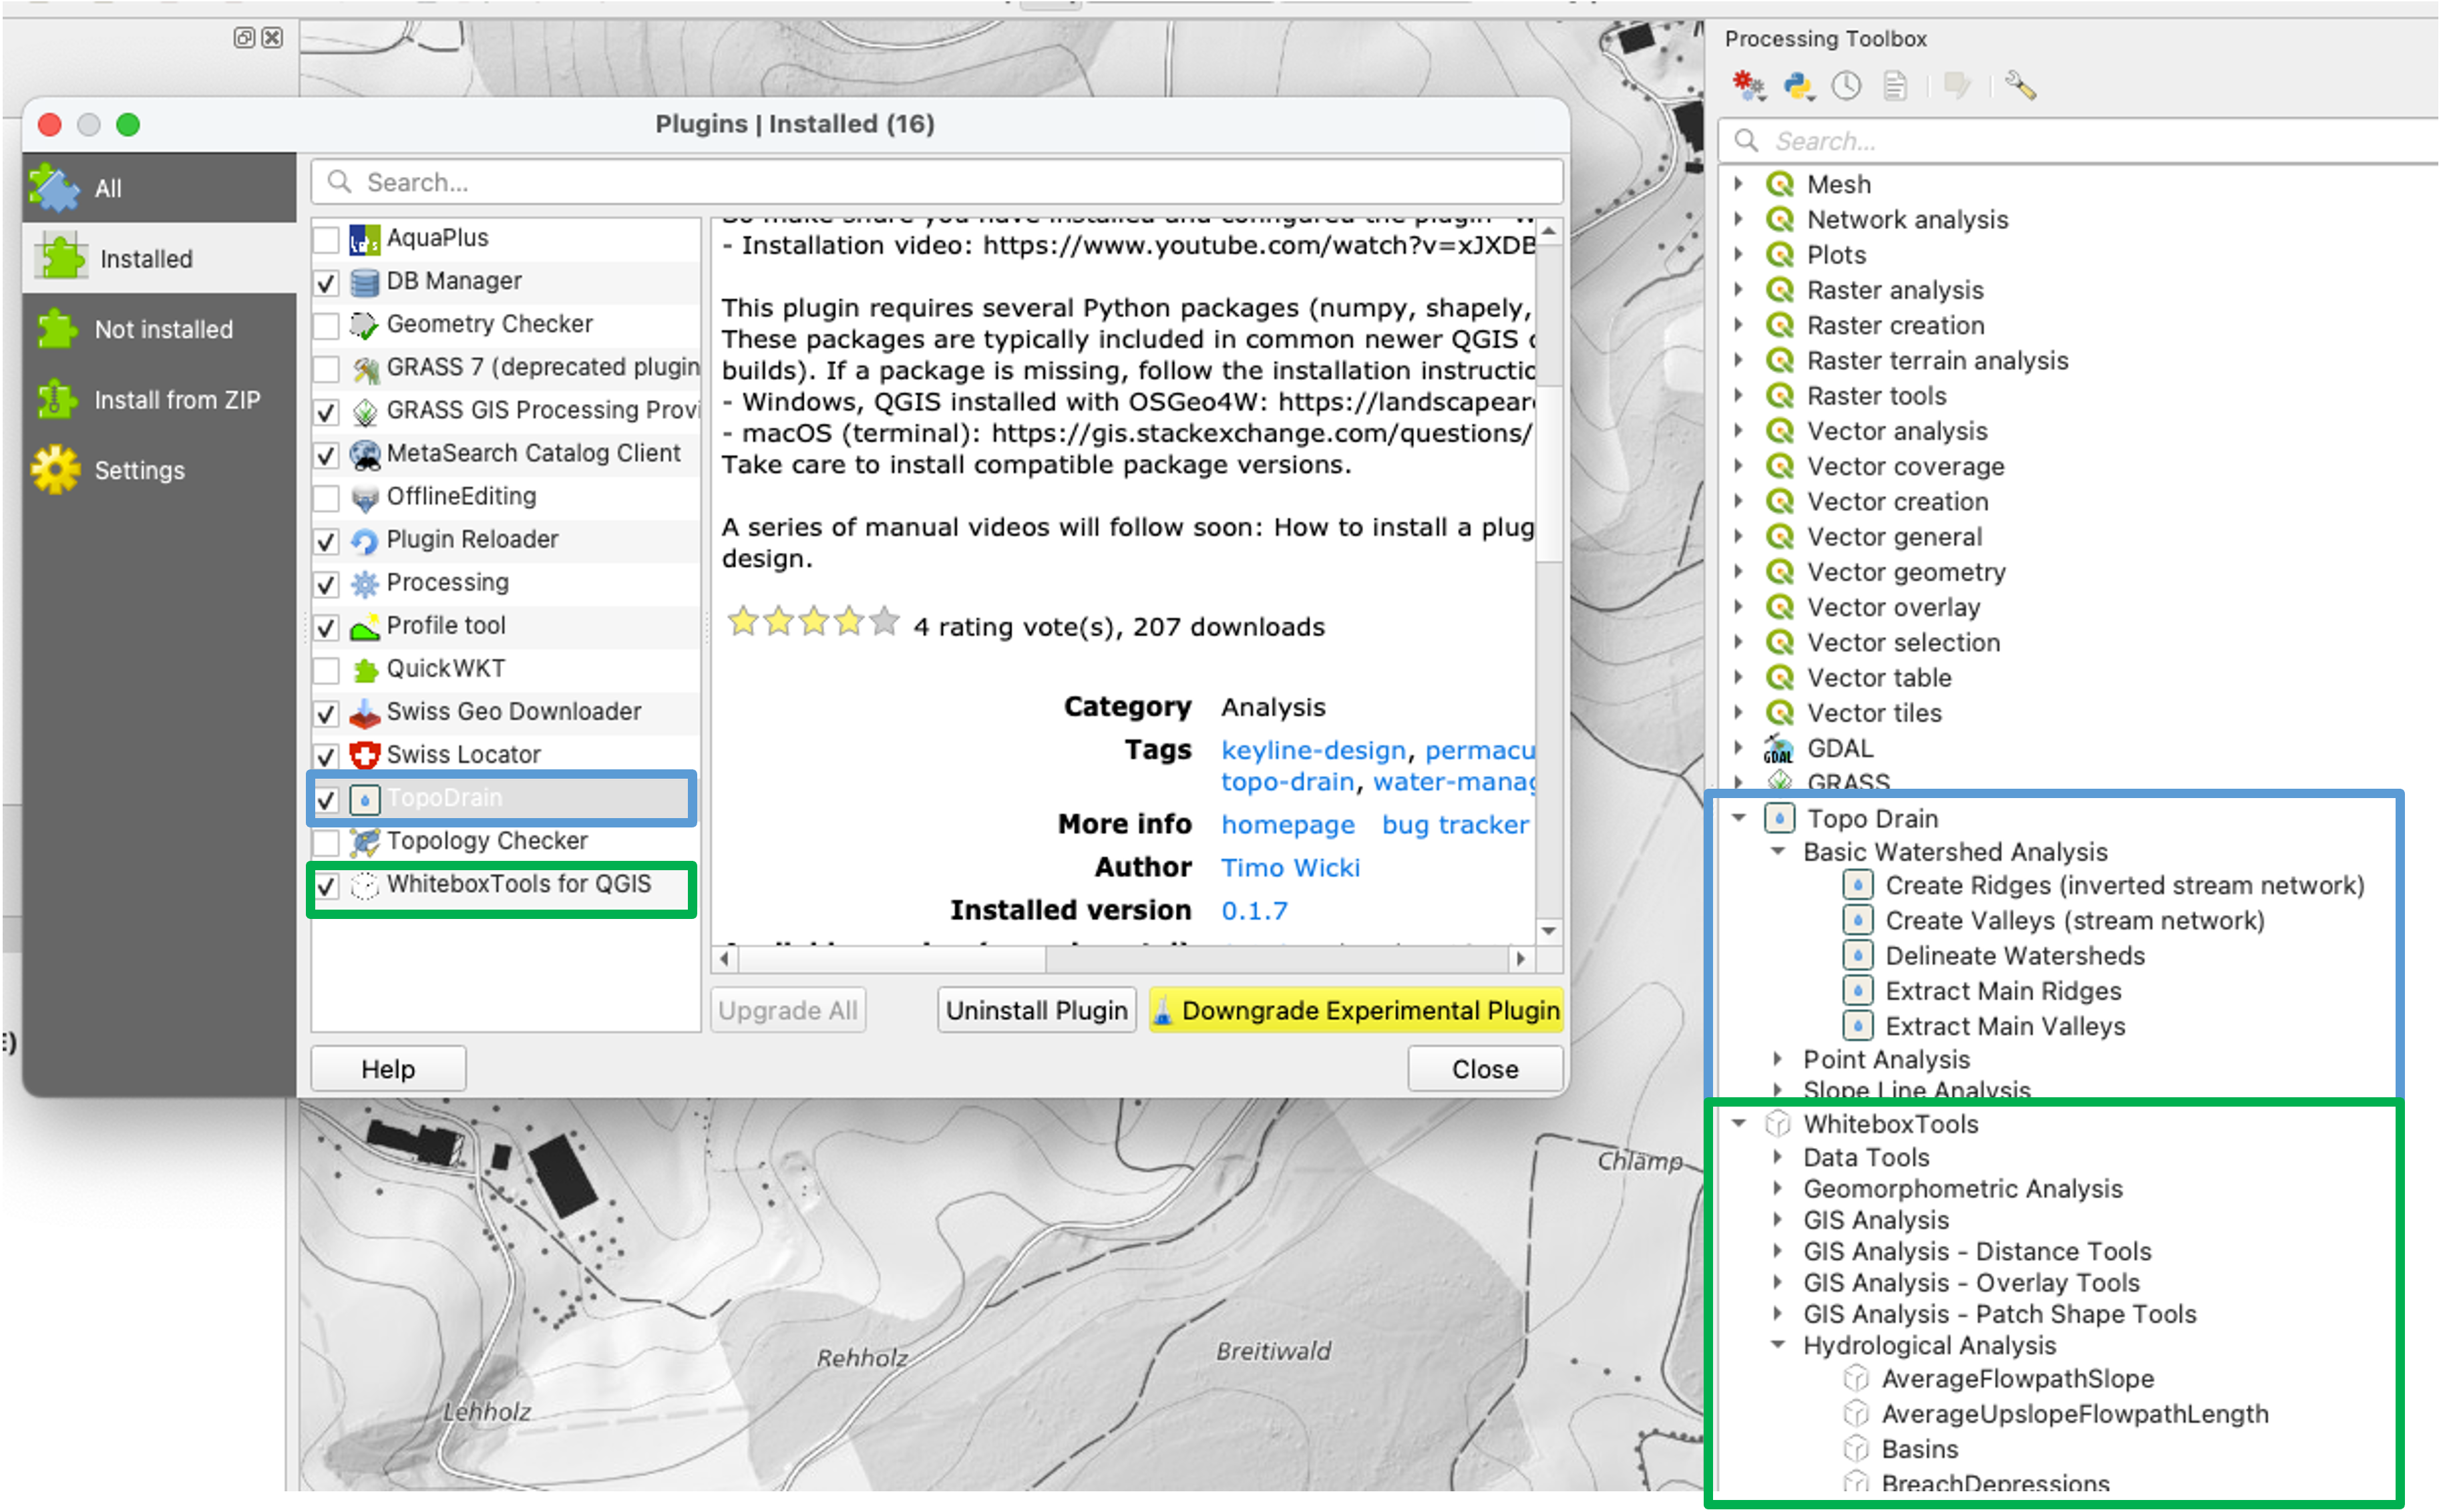 Plugins | Installed (16)
All
Installed
Not installed
Install from ZIP
Settings
Search...
AquaPlus
DB Manager
Geometry Checker
GRASS 7 (deprecated plugin
GRASS GIS Processing Provi
MetaSearch Catalog Client
OfflineEditing
Plugin Reloader
Processing
Profile tool
QuickWKT
Swiss Geo Downloader
Swiss Locator
TopoDrain
Topology Checker
WhiteboxTools for QGIS
So make share you have installed and configured the plugin "W
- Installation video: https://www.youtube.com/watch?v=xJXDB
This plugin requires several Python packages (numpy, shapely,
These packages are typically included in common newer QGIS
builds). If a package is missing, follow the installation instructio
- Windows, QGIS installed with OSGeo4W: https://landscapear
- macOS (terminal): https://gis.stackexchange.com/questions/
Take care to install compatible package versions.
A series of manual videos will follow soon: How to install a plug
design.
4 rating vote(s), 207 downloads
Category Analysis
Tags keyline-design, permacu
topo-drain, water-manag
More info homepage bug tracker
Author Timo Wicki
Installed version 0.1.7
Upgrade All
Uninstall Plugin
Downgrade Experimental Plugin
Help
Close
Chlamp
Rehholz
Breitiwald
Lehholz
Processing Toolbox
Search...
Mesh
Network analysis
Plots
Raster analysis
Raster creation
Raster terrain analysis
Raster tools
Vector analysis
Vector coverage
Vector creation
Vector general
Vector geometry
Vector overlay
Vector selection
Vector table
Vector tiles
GDAL
GRASS
Topo Drain
Basic Watershed Analysis
Create Ridges (inverted stream network)
Create Valleys (stream network)
Delineate Watersheds
Extract Main Ridges
Extract Main Valleys
Point Analysis
Slope Line Analysis
WhiteboxTools
Data Tools
Geomorphometric Analysis
GIS Analysis
GIS Analysis - Distance Tools
GIS Analysis - Overlay Tools
GIS Analysis - Patch Shape Tools
Hydrological Analysis
AverageFlowpathSlope
AverageUpslopeFlowpathLength
Basins
BreachDepressions